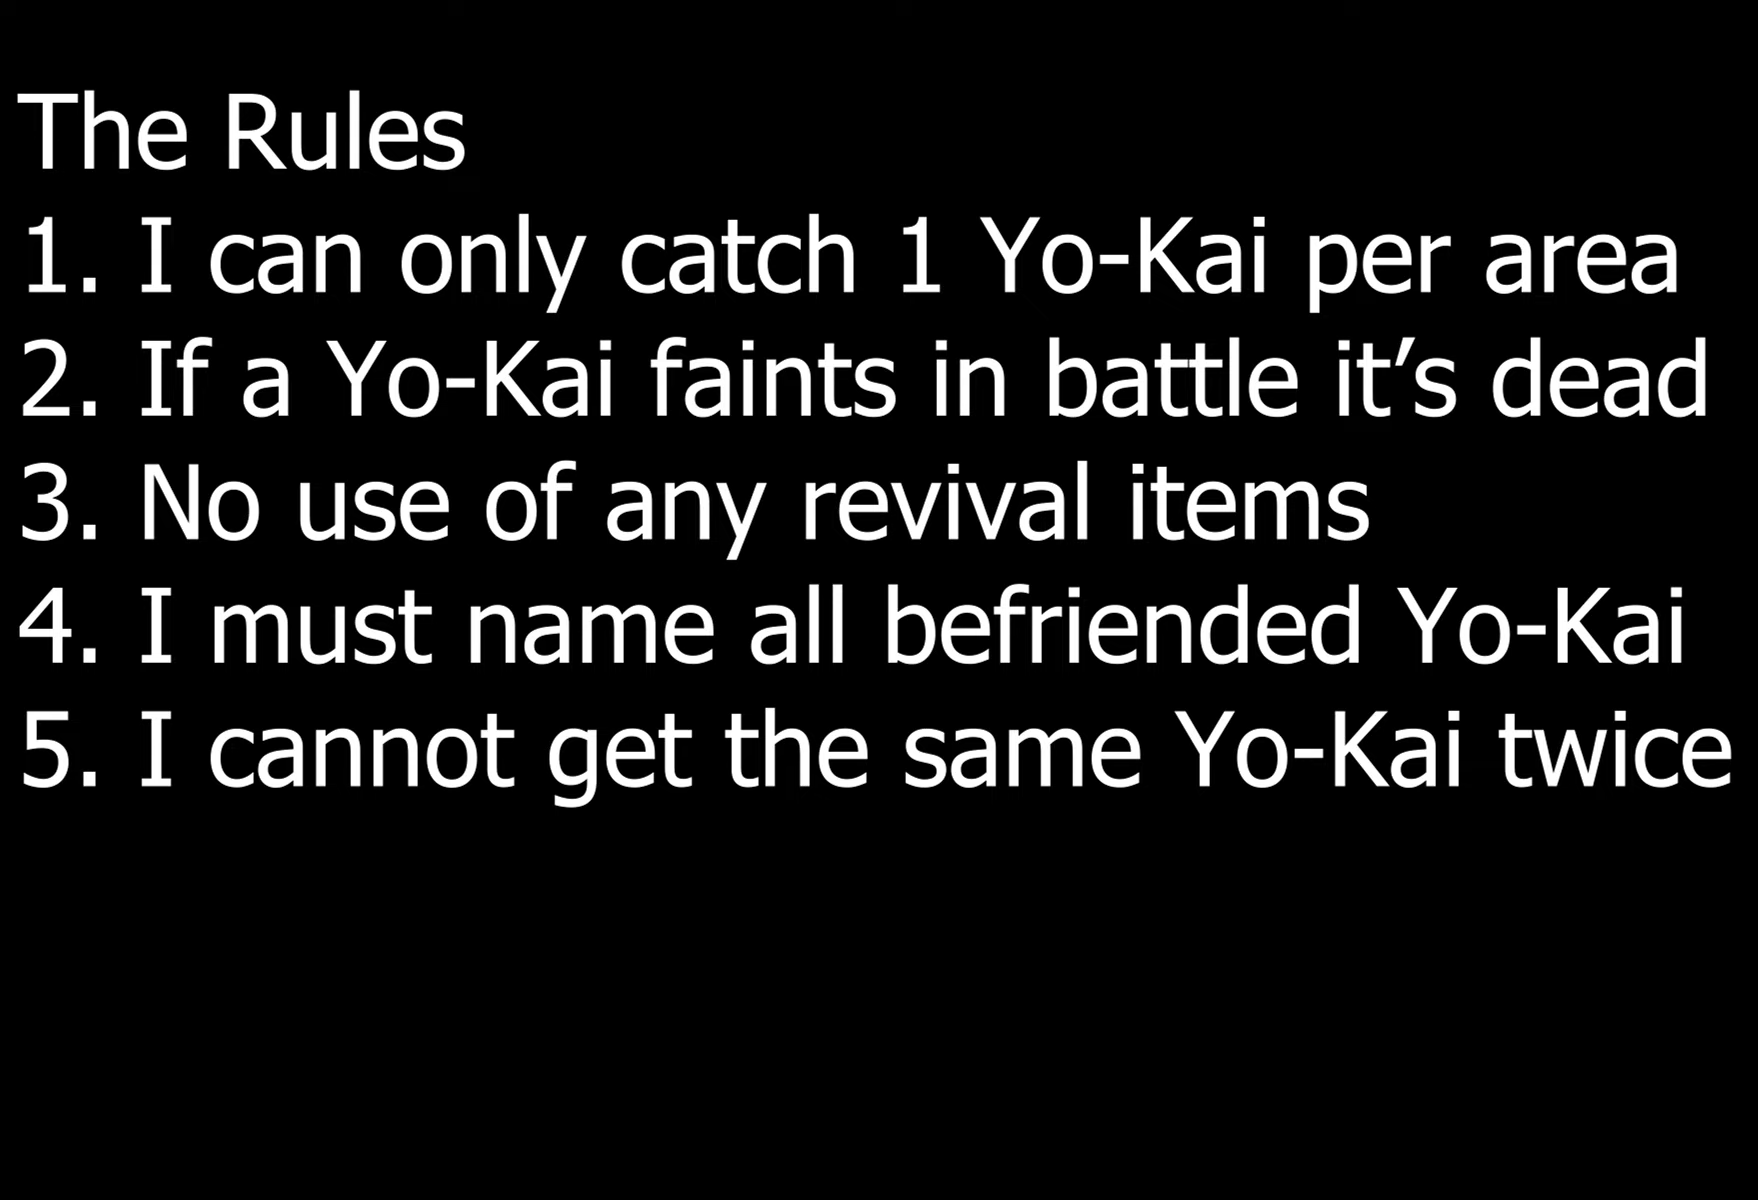 The Rules
1. I can only catch 1 Yo-Kai per area
2. If a Yo-Kai faints in battle it’s dead
3. No use of any revival items
4. I must name all befriended Yo-Kai
5. I cannot get the same Yo-Kai twice